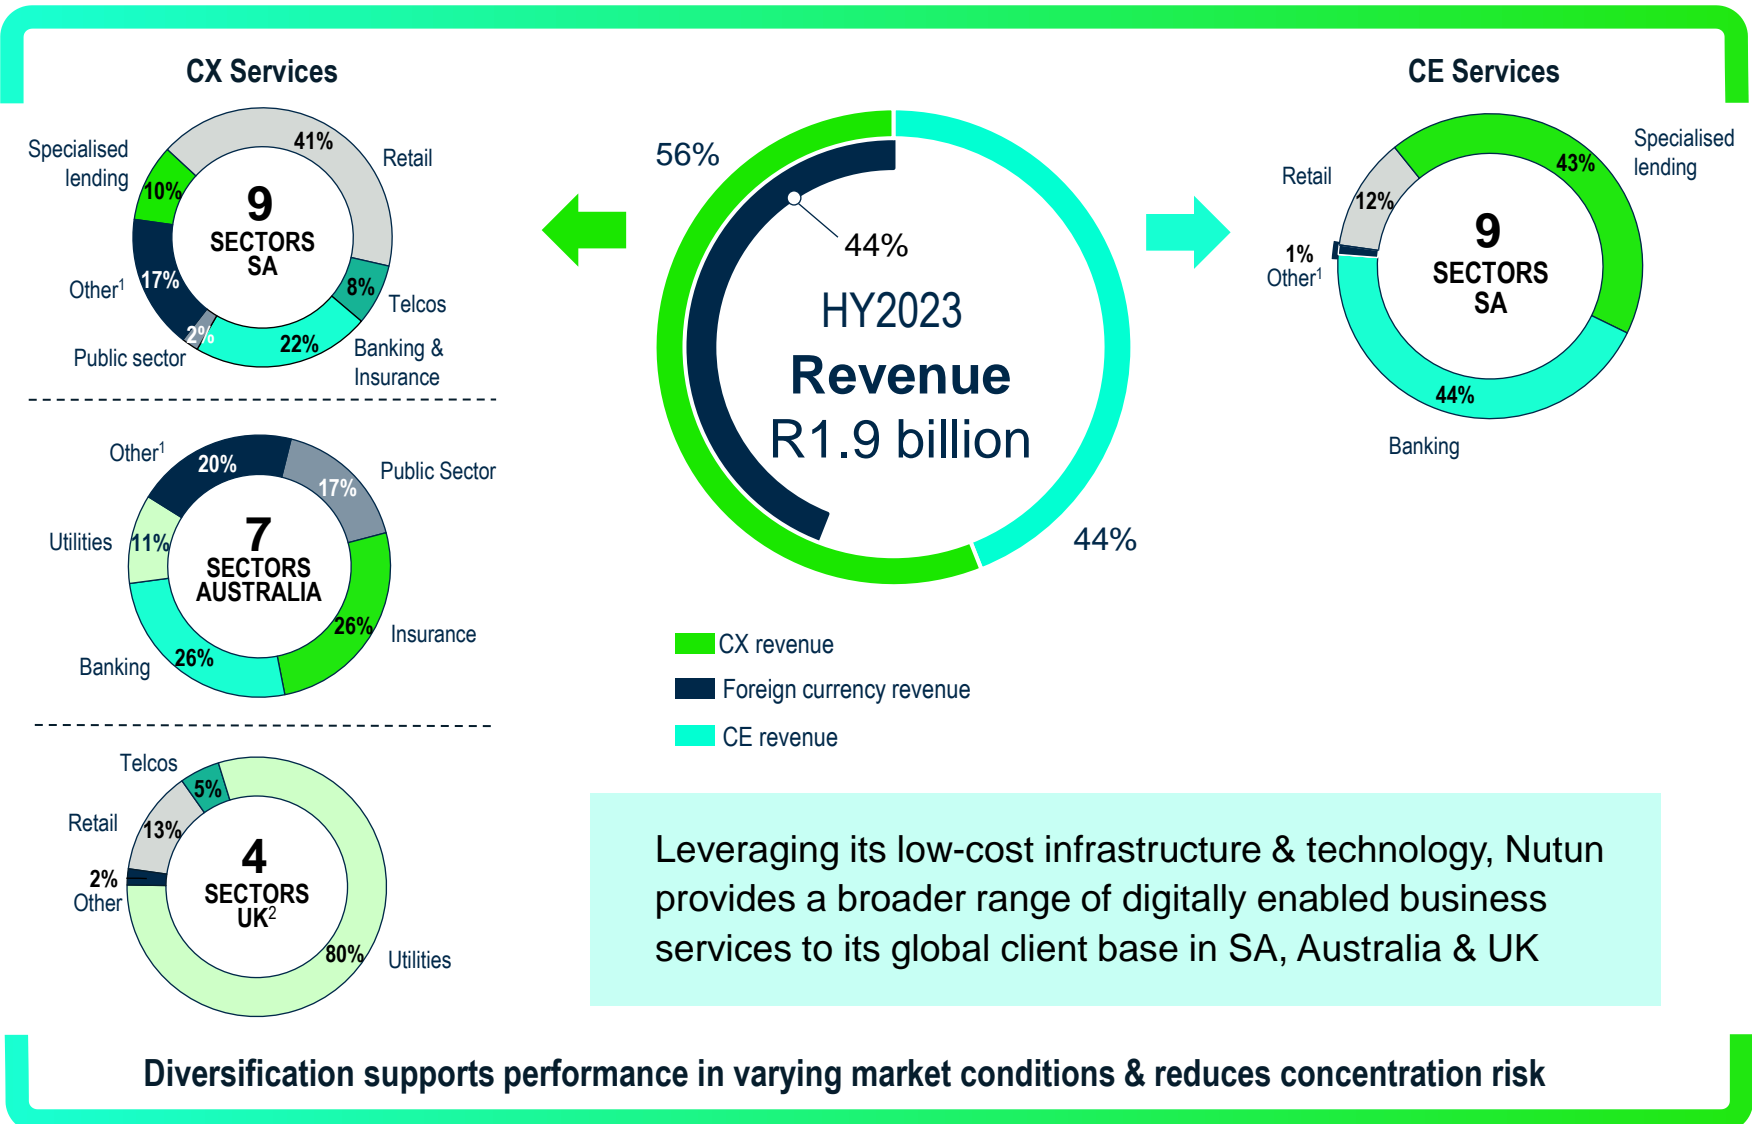 CX Services
Specialised
lending
10%
41%
Retail
9
SECTORS
SA
Other¹
17%
8%
Telcos
2%
Public sector
22%
Banking &
Insurance
Other¹
20%
17%
Public Sector
Utilities
11%
7
SECTORS
AUSTRALIA
26%
Insurance
Banking
26%
Telcos
5%
Retail
13%
2%
Other
4
SECTORS
UK²
80%
Utilities
56%
44%
HY2023
Revenue
R1.9 billion
44%
CX revenue
Foreign currency revenue
CE revenue
CE Services
Specialised
lending
43%
Retail
12%
1%
Other¹
9
SECTORS
SA
44%
Banking
Leveraging its low-cost infrastructure & technology, Nutun
provides a broader range of digitally enabled business
services to its global client base in SA, Australia & UK
Diversification supports performance in varying market conditions & reduces concentration risk